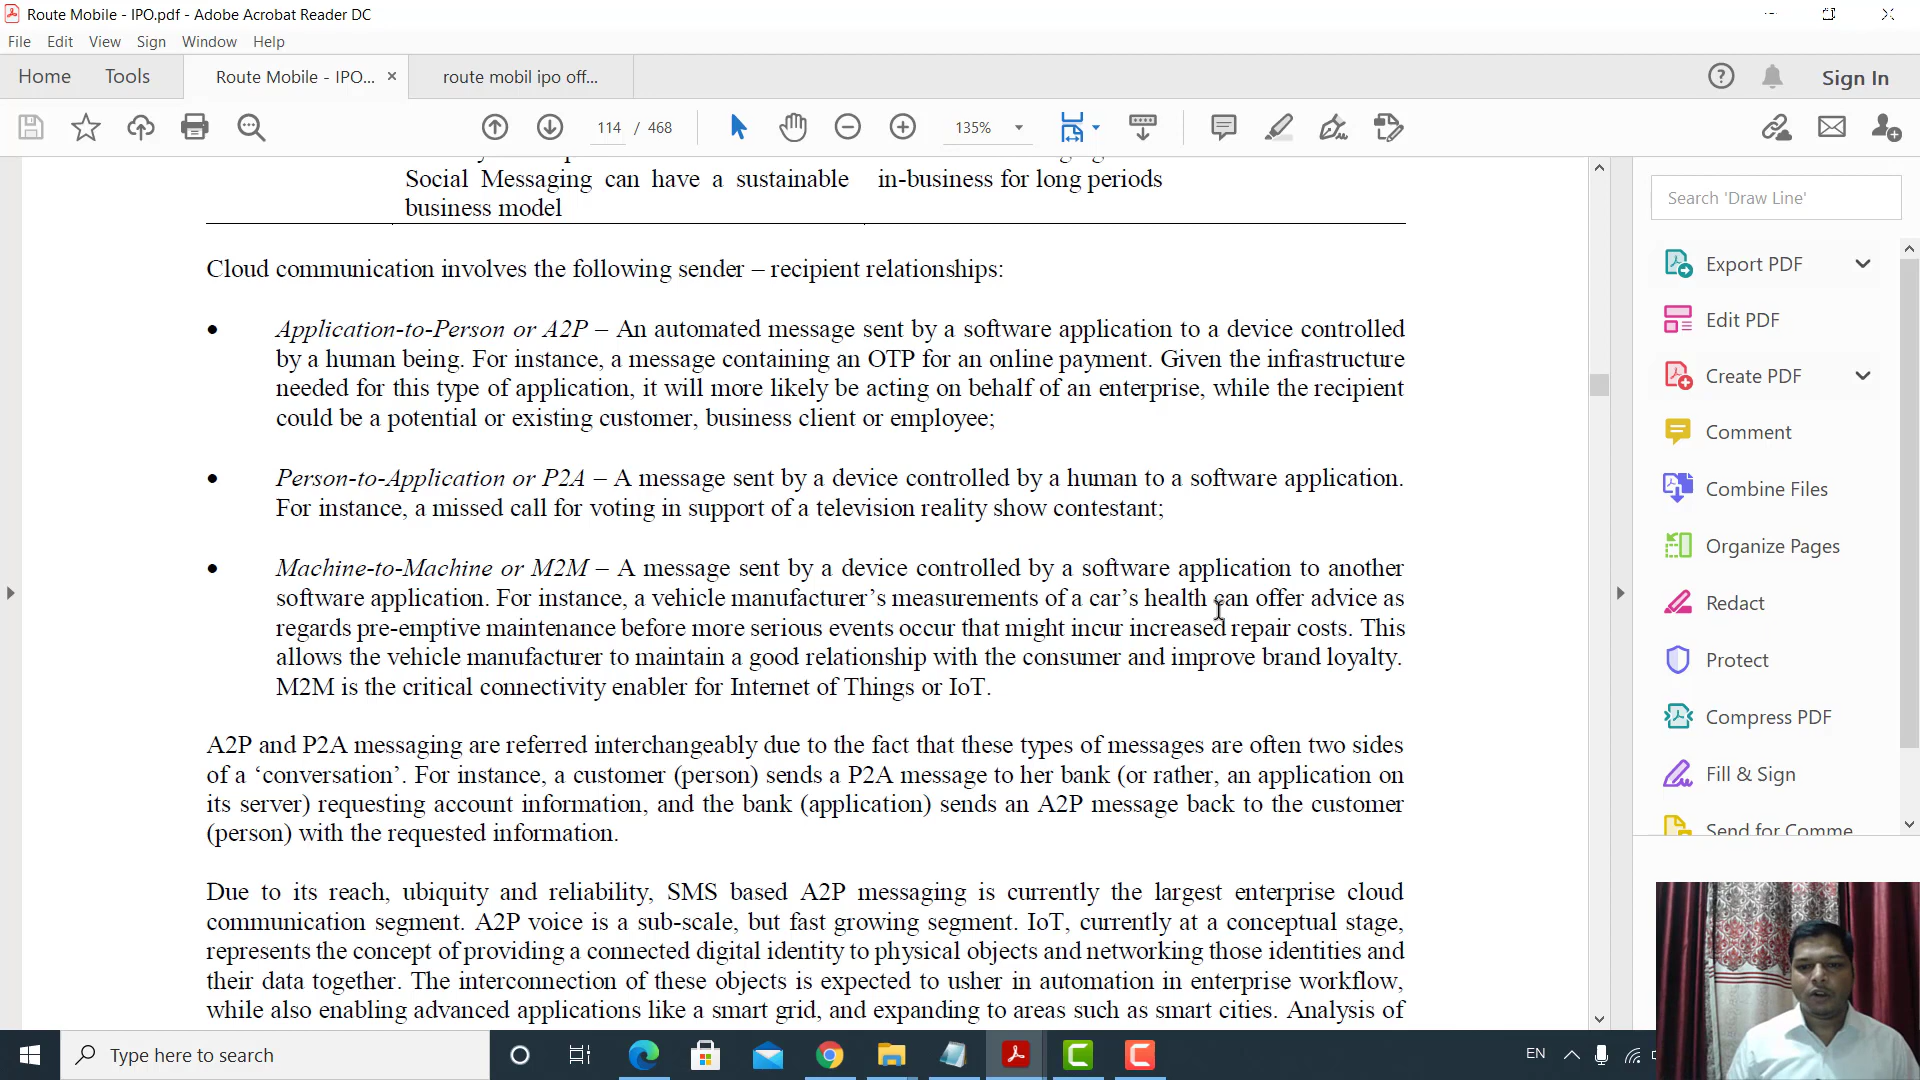 Route Mobile - IPO.pdf - Adobe Acrobat Reader DC
File Edit View Sign Window Help
Home Tools Route Mobile - IPO... × route mobil ipo off... Sign In
114 / 468 135%
Social Messaging can have a sustainable in-business for long periods
business model
Cloud communication involves the following sender – recipient relationships:
• Application-to-Person or A2P – An automated message sent by a software application to a device controlled
by a human being. For instance, a message containing an OTP for an online payment. Given the infrastructure
needed for this type of application, it will more likely be acting on behalf of an enterprise, while the recipient
could be a potential or existing customer, business client or employee;
• Person-to-Application or P2A – A message sent by a device controlled by a human to a software application.
For instance, a missed call for voting in support of a television reality show contestant;
• Machine-to-Machine or M2M – A message sent by a device controlled by a software application to another
software application. For instance, a vehicle manufacturer’s measurements of a car’s health can offer advice as
regards pre-emptive maintenance before more serious events occur that might incur increased repair costs. This
allows the vehicle manufacturer to maintain a good relationship with the consumer and improve brand loyalty.
M2M is the critical connectivity enabler for Internet of Things or IoT.
A2P and P2A messaging are referred interchangeably due to the fact that these types of messages are often two sides
of a ‘conversation’. For instance, a customer (person) sends a P2A message to her bank (or rather, an application on
its server) requesting account information, and the bank (application) sends an A2P message back to the customer
(person) with the requested information.
Due to its reach, ubiquity and reliability, SMS based A2P messaging is currently the largest enterprise cloud
communication segment. A2P voice is a sub-scale, but fast growing segment. IoT, currently at a conceptual stage,
represents the concept of providing a connected digital identity to physical objects and networking those identities and
their data together. The interconnection of these objects is expected to usher in automation in enterprise workflow,
while also enabling advanced applications like a smart grid, and expanding to areas such as smart cities. Analysis of
Search 'Draw Line'
Export PDF
Edit PDF
Create PDF
Comment
Combine Files
Organize Pages
Redact
Protect
Compress PDF
Fill & Sign
Send for Comme
Type here to search
EN